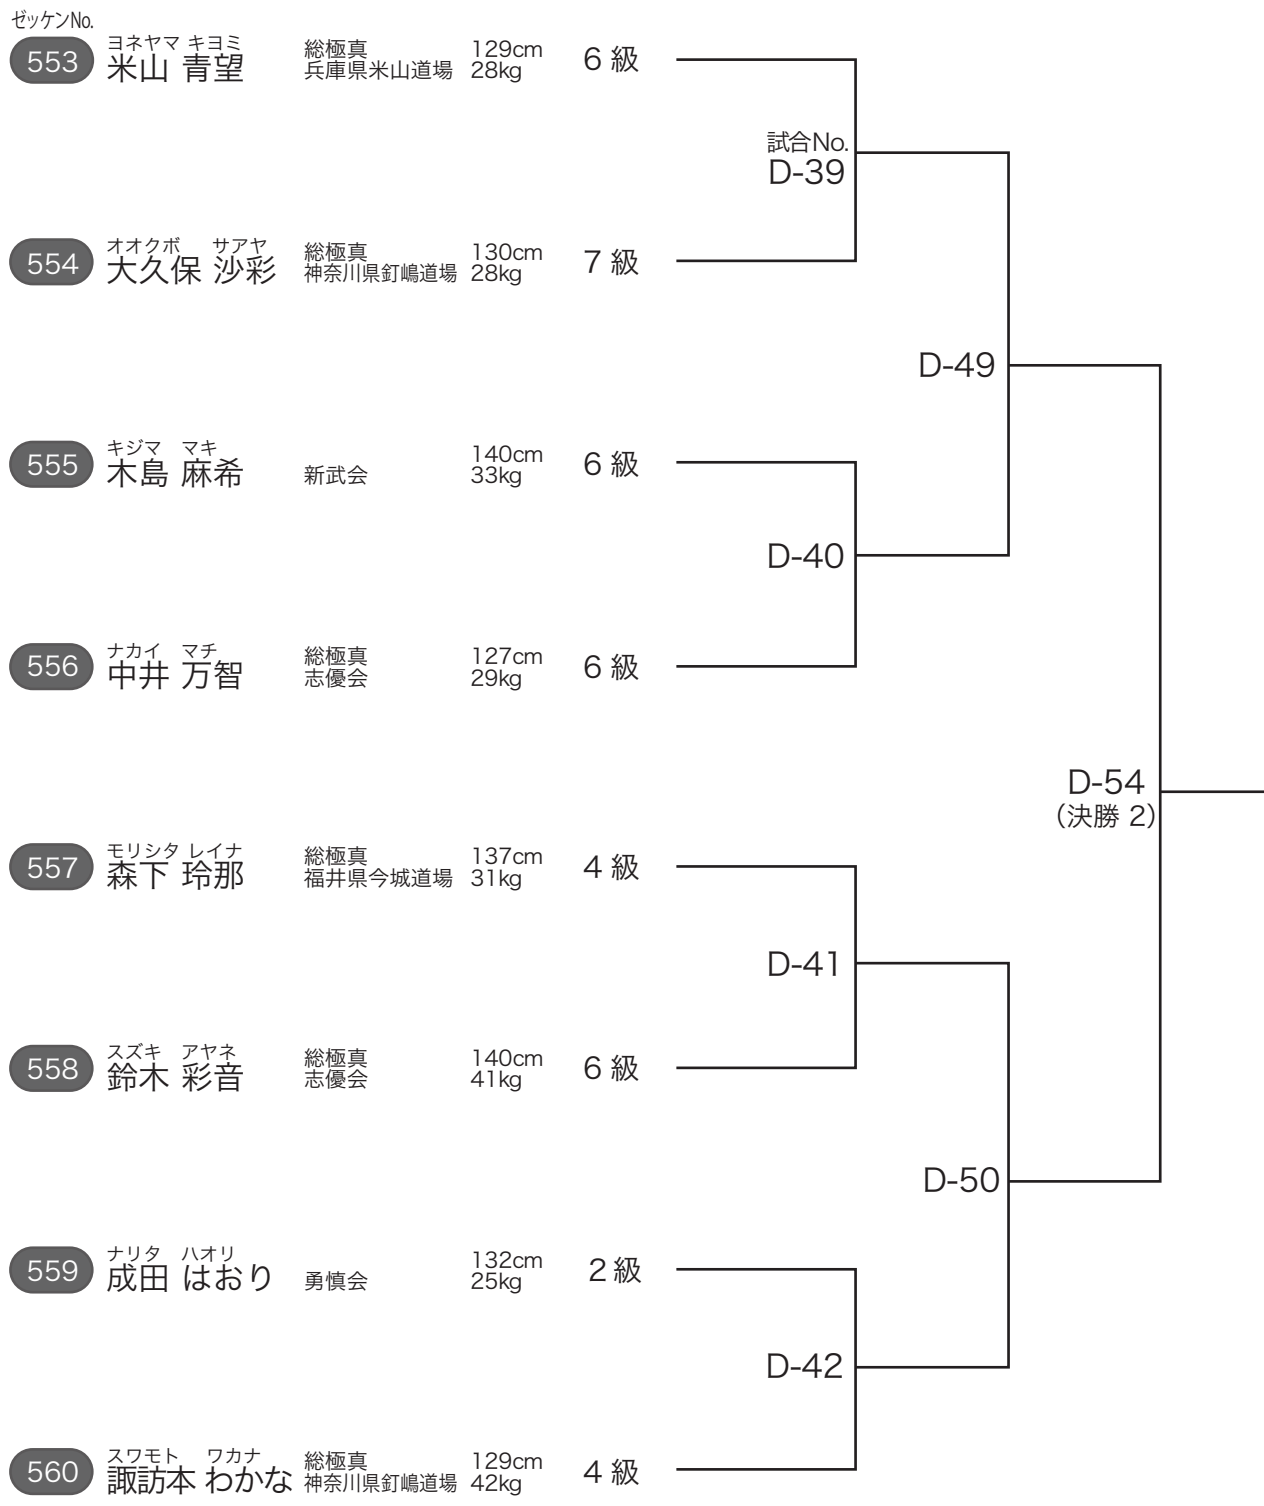 ゼッケンNo.
553
ヨネヤマ キヨミ
米山 青望
総極真
兵庫県米山道場
129cm
28kg
6 級
試合No.
D-39
554
オオクボ サアヤ
大久保 沙彩
総極真
神奈川県釘嶋道場
130cm
28kg
7 級
D-49
555
キジマ マキ
木島 麻希
新武会
140cm
33kg
6 級
D-40
556
ナカイ マチ
中井 万智
総極真
志優会
127cm
29kg
6 級
D-54
(決勝 2)
557
モリシタ レイナ
森下 玲那
総極真
福井県今城道場
137cm
31kg
4 級
D-41
558
スズキ アヤネ
鈴木 彩音
総極真
志優会
140cm
41kg
6 級
D-50
559
ナリタ ハオリ
成田 はおり
勇慎会
132cm
25kg
2 級
D-42
560
スワモト ワカナ
諏訪本 わかな
総極真
神奈川県釘嶋道場
129cm
42kg
4 級